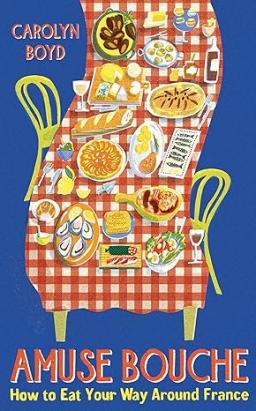 CAROLYN
BOYD
AMUSE BOUCHE
How to Eat Your Way Around France